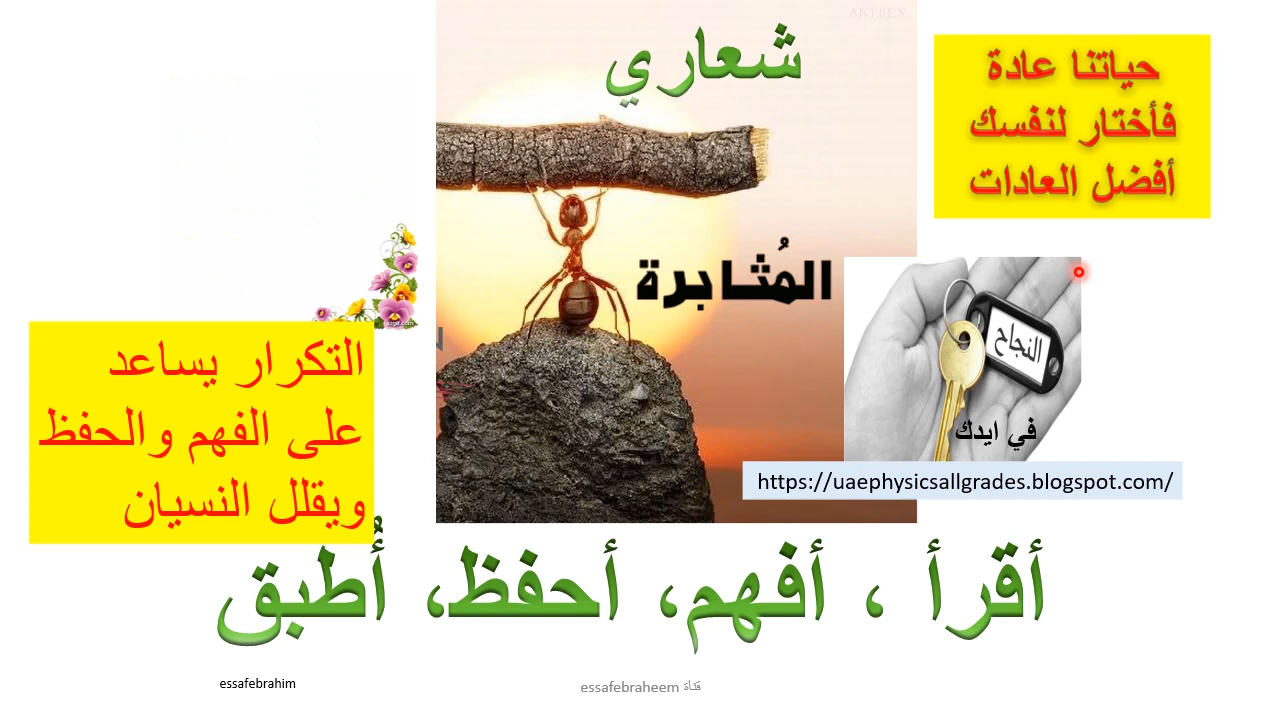 شعاري
حياتنا عادة
فأختار لنفسك
أفضل العادات
المُثابرة
النجاح
في ايدك
التكرار يساعد
على الفهم والحفظ
ويقلل النسيان
https://uaephysicsallgrades.blogspot.com/
أقرأ ، أفهم، أحفظ، أُطبق
essafebrahim
قناة essafebraheem